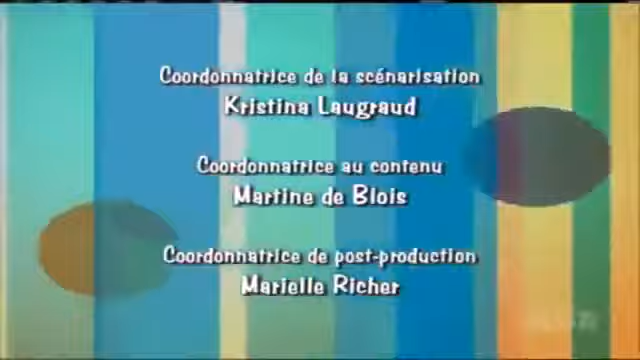 Coordonnatrice de la scénarisation
Kristina Laugraud
Coordonnatrice au contenu
Martine de Blois
Coordonnatrice de post-production
Marielle Richer